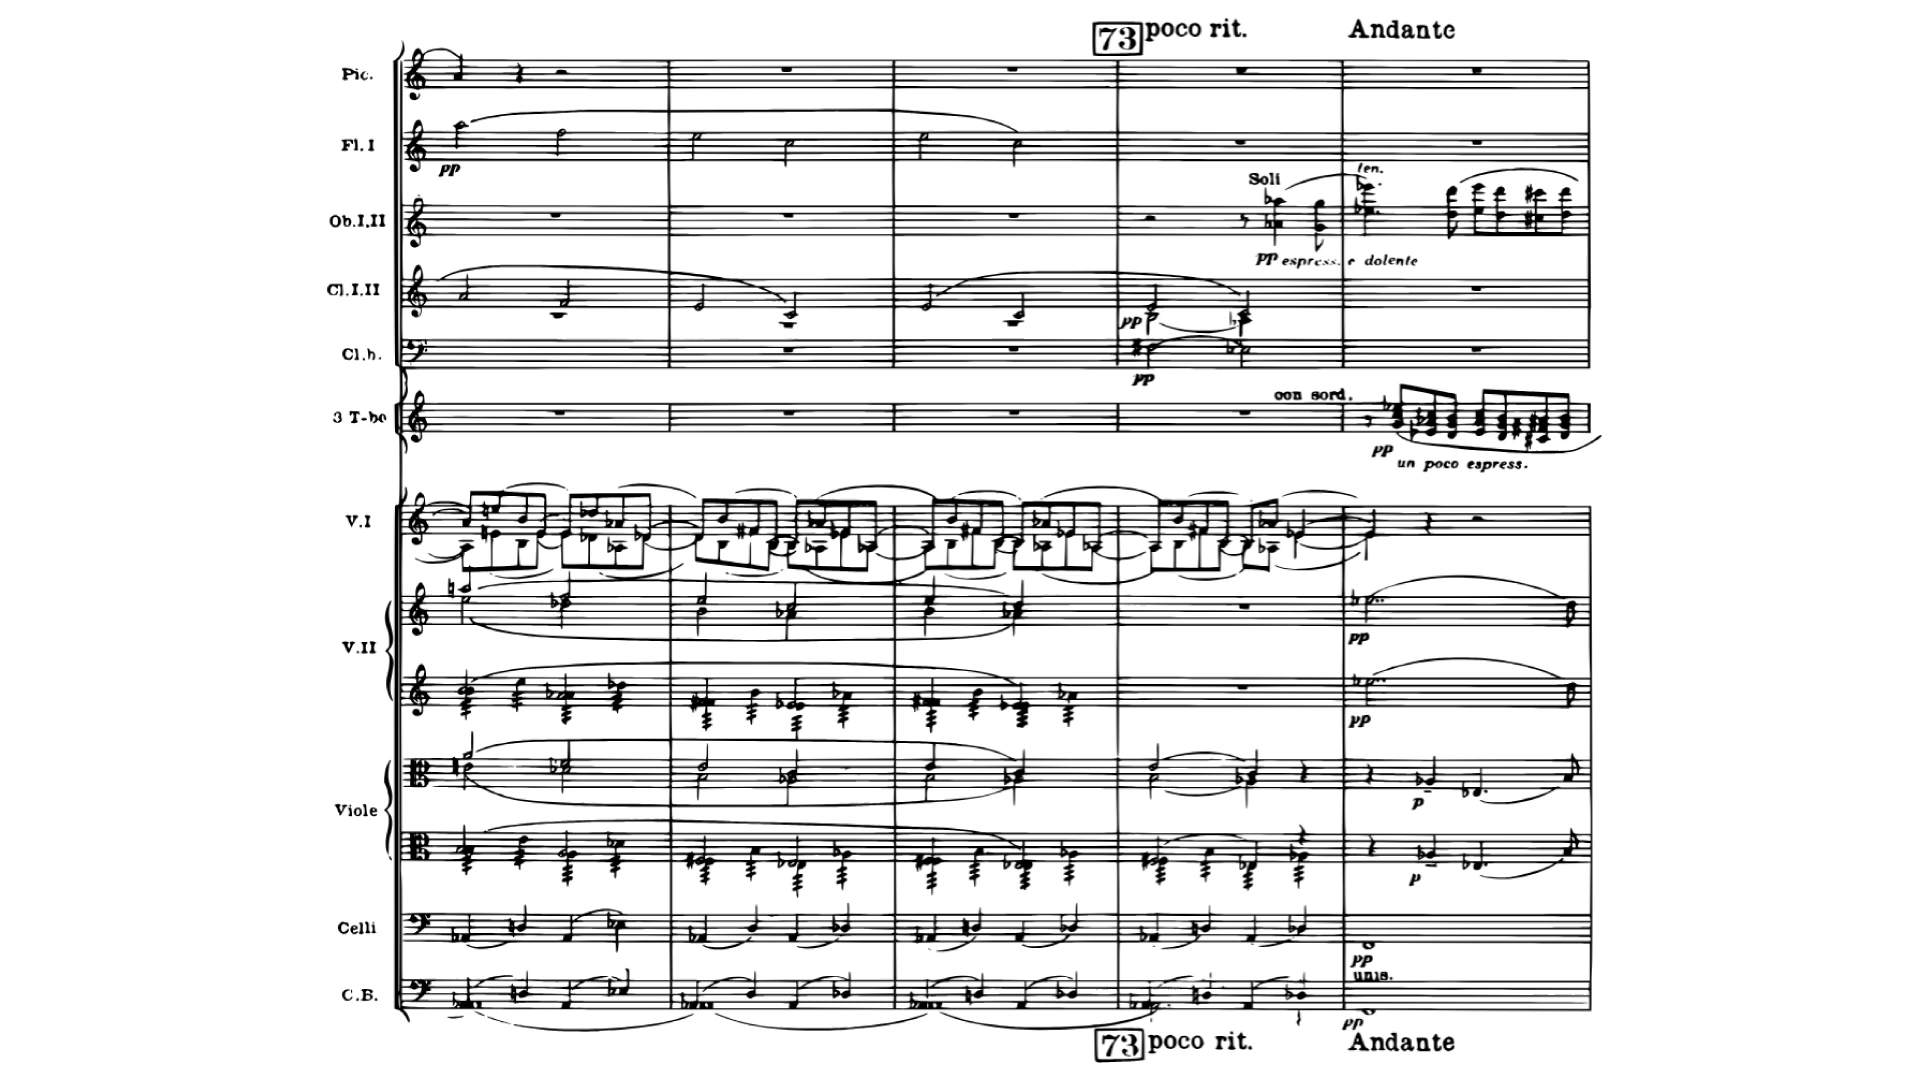 73 poco rit. Andante
Pic.
Fl. I
pp
Soli
ten.
Ob. I, II
pp espress. e dolente
Cl. I, II
pp
Cl. b.
pp
con sord.
3 T-bo
pp
un poco espress.
V. I
V. II
pp
pp
Viole
p
p
Celli
pp
unis.
C. B.
pp
73 poco rit. Andante